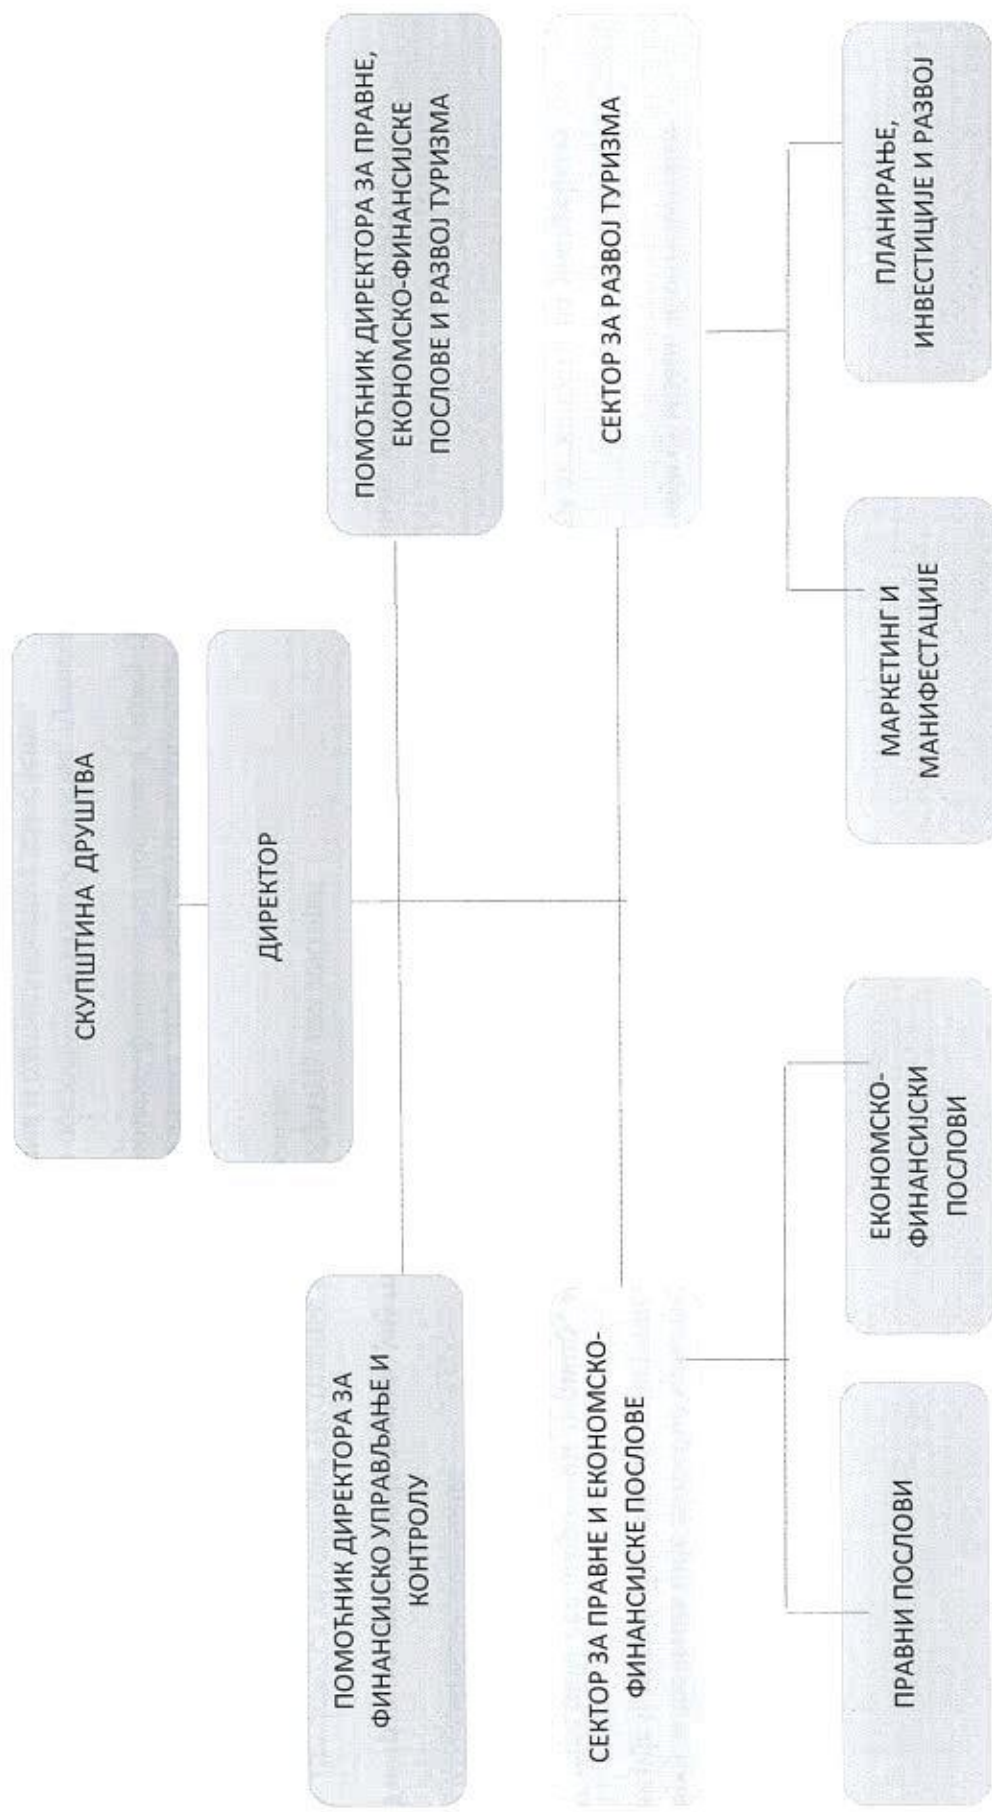 СКУПШТИНА ДРУШТВА
ДИРЕКТОР
ПОМОЋНИК ДИРЕКТОРА ЗА
ФИНАНСИЈСКО УПРАВЉАЊЕ И
КОНТРОЛУ
ПОМОЋНИК ДИРЕКТОРА ЗА ПРАВНЕ,
ЕКОНОМСКО-ФИНАНСИЈСКЕ
ПОСЛОВЕ И РАЗВОЈ ТУРИЗМА
СЕКТОР ЗА ПРАВНЕ И ЕКОНОМСКО-
ФИНАНСИЈСКЕ ПОСЛОВЕ
СЕКТОР ЗА РАЗВОЈ ТУРИЗМА
ПРАВНИ ПОСЛОВИ
ЕКОНОМСКО-
ФИНАНСИЈСКИ
ПОСЛОВИ
МАРКЕТИНГ И
МАНИФЕСТАЦИЈЕ
ПЛАНИРАЊЕ,
ИНВЕСТИЦИЈЕ И РАЗВОЈ